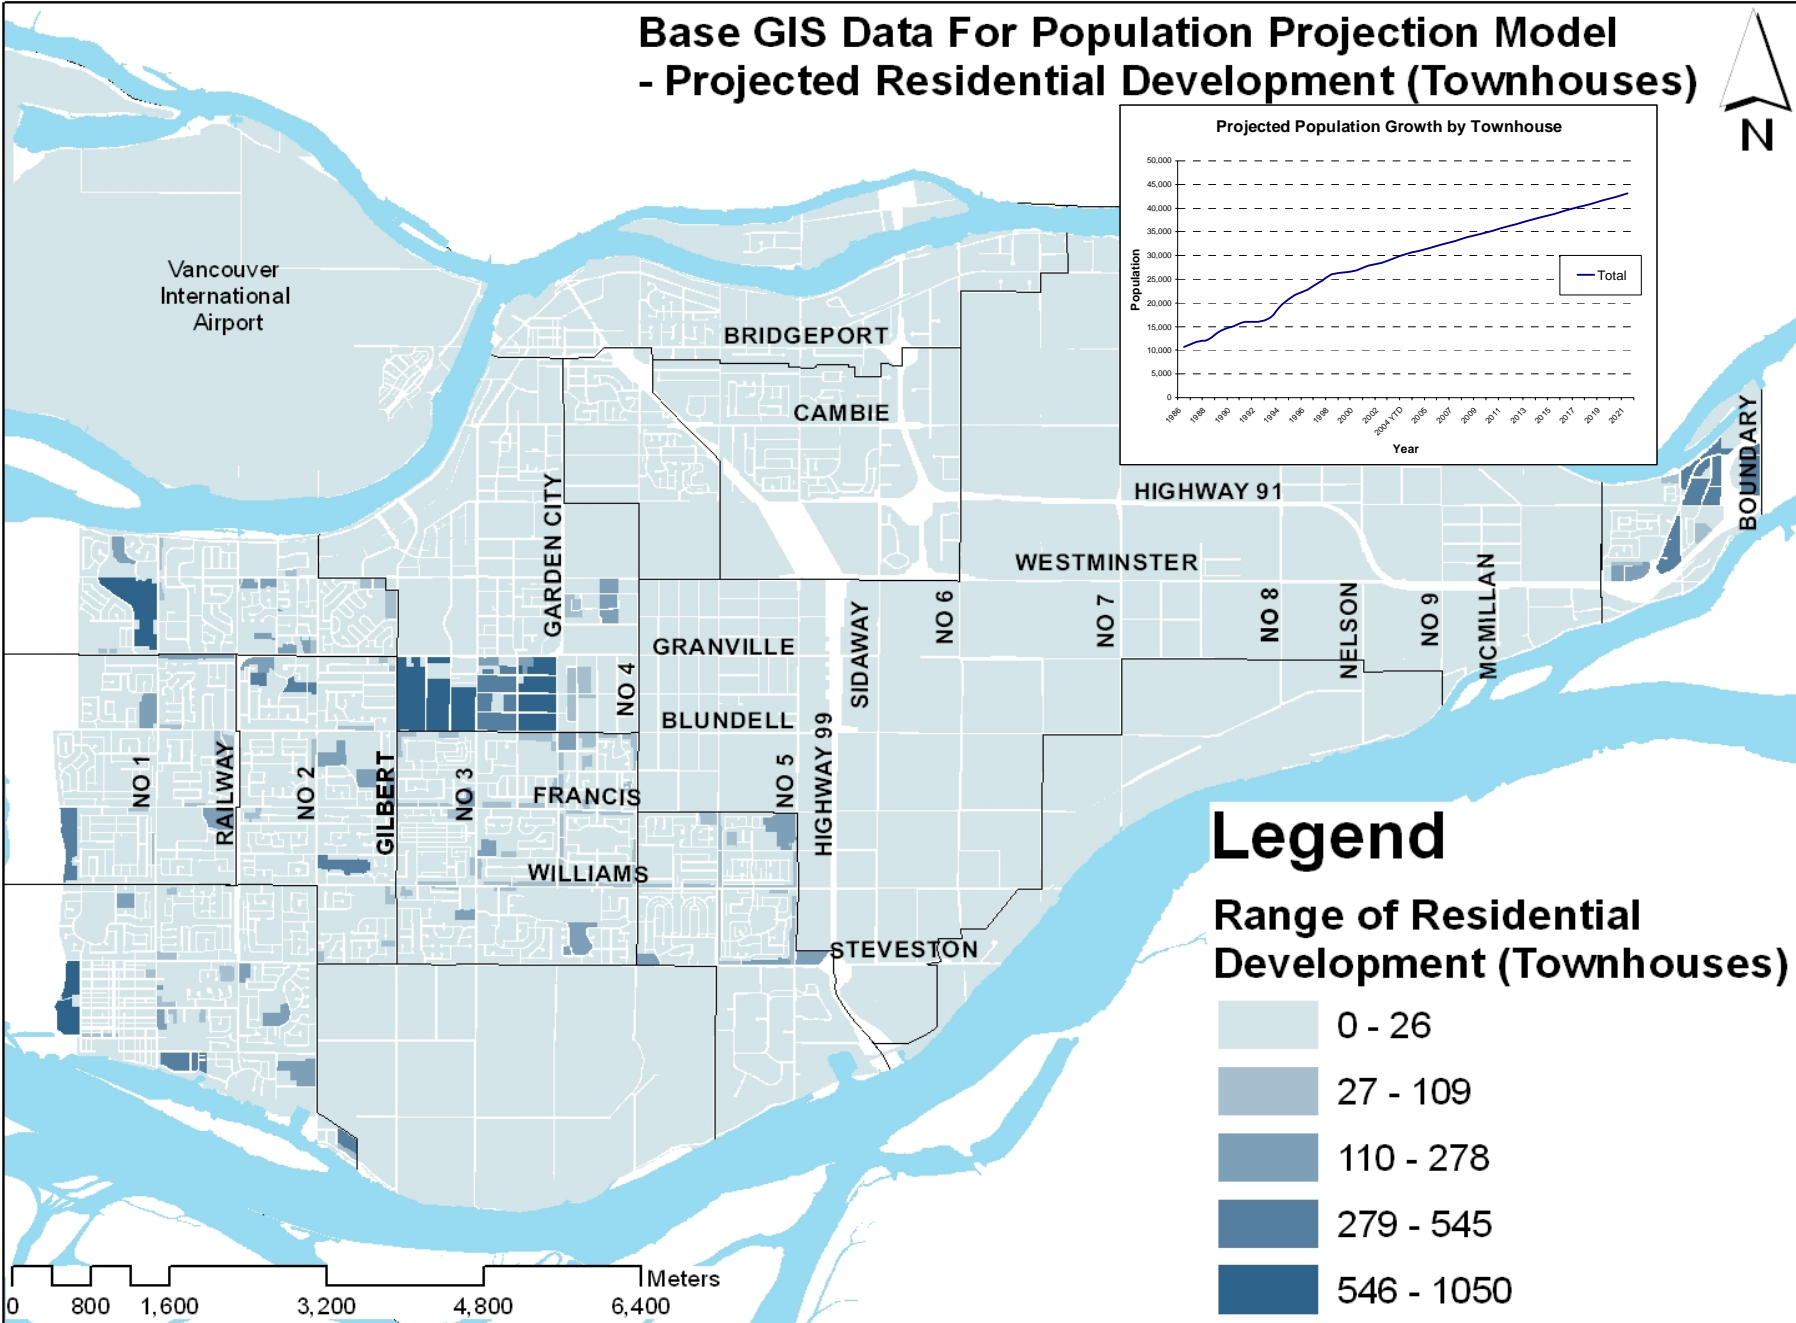 Base GIS Data For Population Projection Model
- Projected Residential Development (Townhouses)
N
Projected Population Growth by Townhouse
50,000
45,000
40,000
35,000
30,000
25,000
20,000
15,000
10,000
5,000
0
Population
1986
1988
1990
1992
1994
1996
1998
2000
2002
2004 YTD
2005
2007
2009
2011
2013
2015
2017
2019
2021
Year
Total
Vancouver
International
Airport
BRIDGEPORT
CAMBIE
GARDEN CITY
HIGHWAY 91
BOUNDARY
WESTMINSTER
GRANVILLE
BLUNDELL
SIDAWAY
NO 6
NO 7
NO 8
NELSON
NO 9
MCMILLAN
NO 4
NO 1
RAILWAY
NO 2
GILBERT
NO 3
FRANCIS
NO 5
HIGHWAY 99
WILLIAMS
STEVESTON
Legend
Range of Residential
Development (Townhouses)
0 - 26
27 - 109
110 - 278
279 - 545
546 - 1050
Meters
0 800 1,600 3,200 4,800 6,400